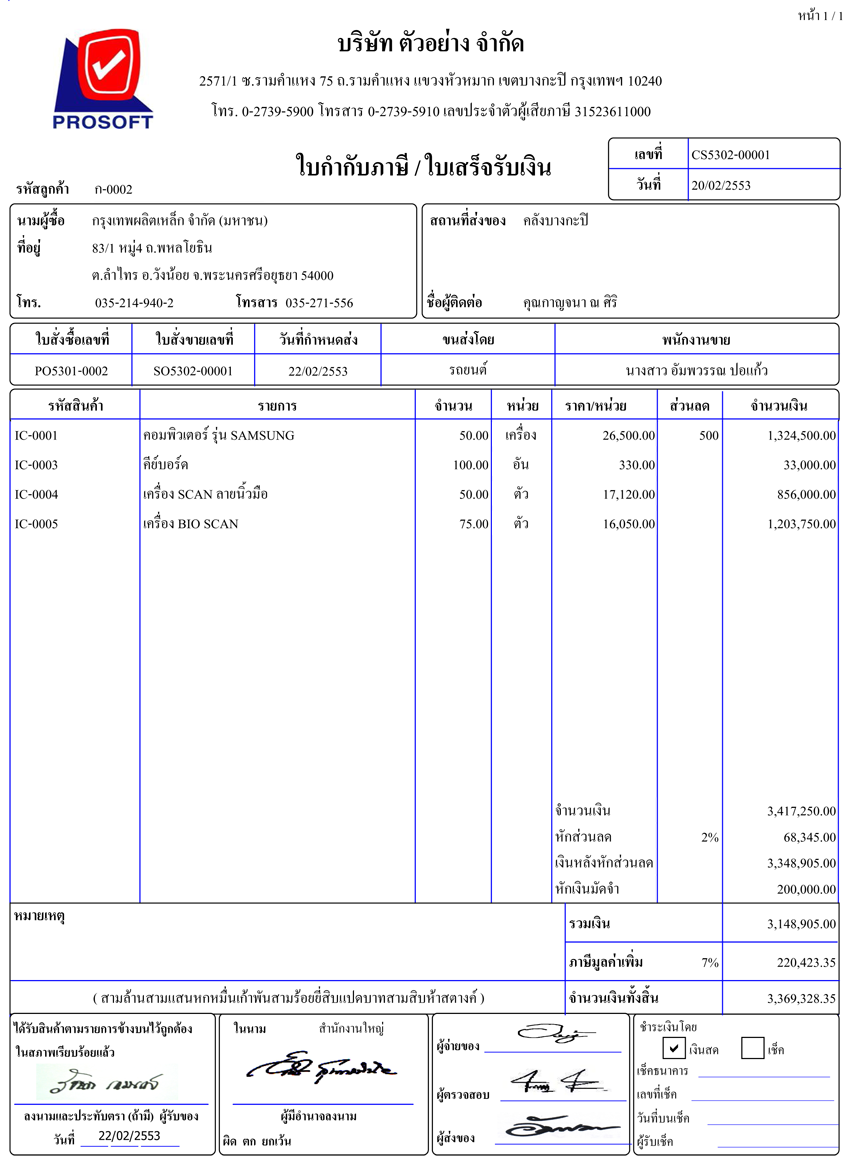 หน้า 1 / 1
PROSOFT
บริษัท ตัวอย่าง จำกัด
2571/1 ซ.รามคำแหง 75 ถ.รามคำแหง แขวงหัวหมาก เขตบางกะปิ กรุงเทพฯ 10240
โทร. 0-2739-5900 โทรสาร 0-2739-5910 เลขประจำตัวผู้เสียภาษี 31523611000
ใบกำกับภาษี / ใบเสร็จรับเงิน
เลขที่ CS5302-00001
วันที่ 20/02/2553
รหัสลูกค้า ก-0002
นามผู้ซื้อ กรุงเทพผลิตเหล็ก จำกัด (มหาชน)
ที่อยู่ 83/1 หมู่4 ถ.พหลโยธิน
ต.ลำไทร อ.วังน้อย จ.พระนครศรีอยุธยา 54000
โทร. 035-214-940-2 โทรสาร 035-271-556
สถานที่ส่งของ คลังบางกะปิ
ชื่อผู้ติดต่อ คุณกาญจนา ณ ศิริ
ใบสั่งซื้อเลขที่ ใบสั่งขายเลขที่ วันที่กำหนดส่ง ขนส่งโดย พนักงานขาย
PO5301-0002 SO5302-00001 22/02/2553 รถยนต์ นางสาว อัมพวรรณ ปอแก้ว
รหัสสินค้า รายการ จำนวน หน่วย ราคา/หน่วย ส่วนลด จำนวนเงิน
IC-0001 คอมพิวเตอร์ รุ่น SAMSUNG 50.00 เครื่อง 26,500.00 500 1,324,500.00
IC-0003 คีย์บอร์ด 100.00 อัน 330.00 33,000.00
IC-0004 เครื่อง SCAN ลายนิ้วมือ 50.00 ตัว 17,120.00 856,000.00
IC-0005 เครื่อง BIO SCAN 75.00 ตัว 16,050.00 1,203,750.00
จำนวนเงิน 3,417,250.00
หักส่วนลด 2% 68,345.00
เงินหลังหักส่วนลด 3,348,905.00
หักเงินมัดจำ 200,000.00
หมายเหตุ
รวมเงิน 3,148,905.00
ภาษีมูลค่าเพิ่ม 7% 220,423.35
( สามล้านสามแสนหกหมื่นเก้าพันสามร้อยยี่สิบแปดบาทสามสิบห้าสตางค์ ) จำนวนเงินทั้งสิ้น 3,369,328.35
ได้รับสินค้าตามรายการข้างบนไว้ถูกต้อง
ในสภาพเรียบร้อยแล้ว
ลงนามและประทับตรา (ถ้ามี) ผู้รับของ
วันที่ 22/02/2553
ในนาม สำนักงานใหญ่
ผู้มีอำนาจลงนาม
ผิด ตก ยกเว้น
ผู้จ่ายของ
ผู้ตรวจสอบ
ผู้ส่งของ
ชำระเงินโดย
เงินสด เช็ค
เช็คธนาคาร
เลขที่เช็ค
วันที่บนเช็ค
ผู้รับเช็ค